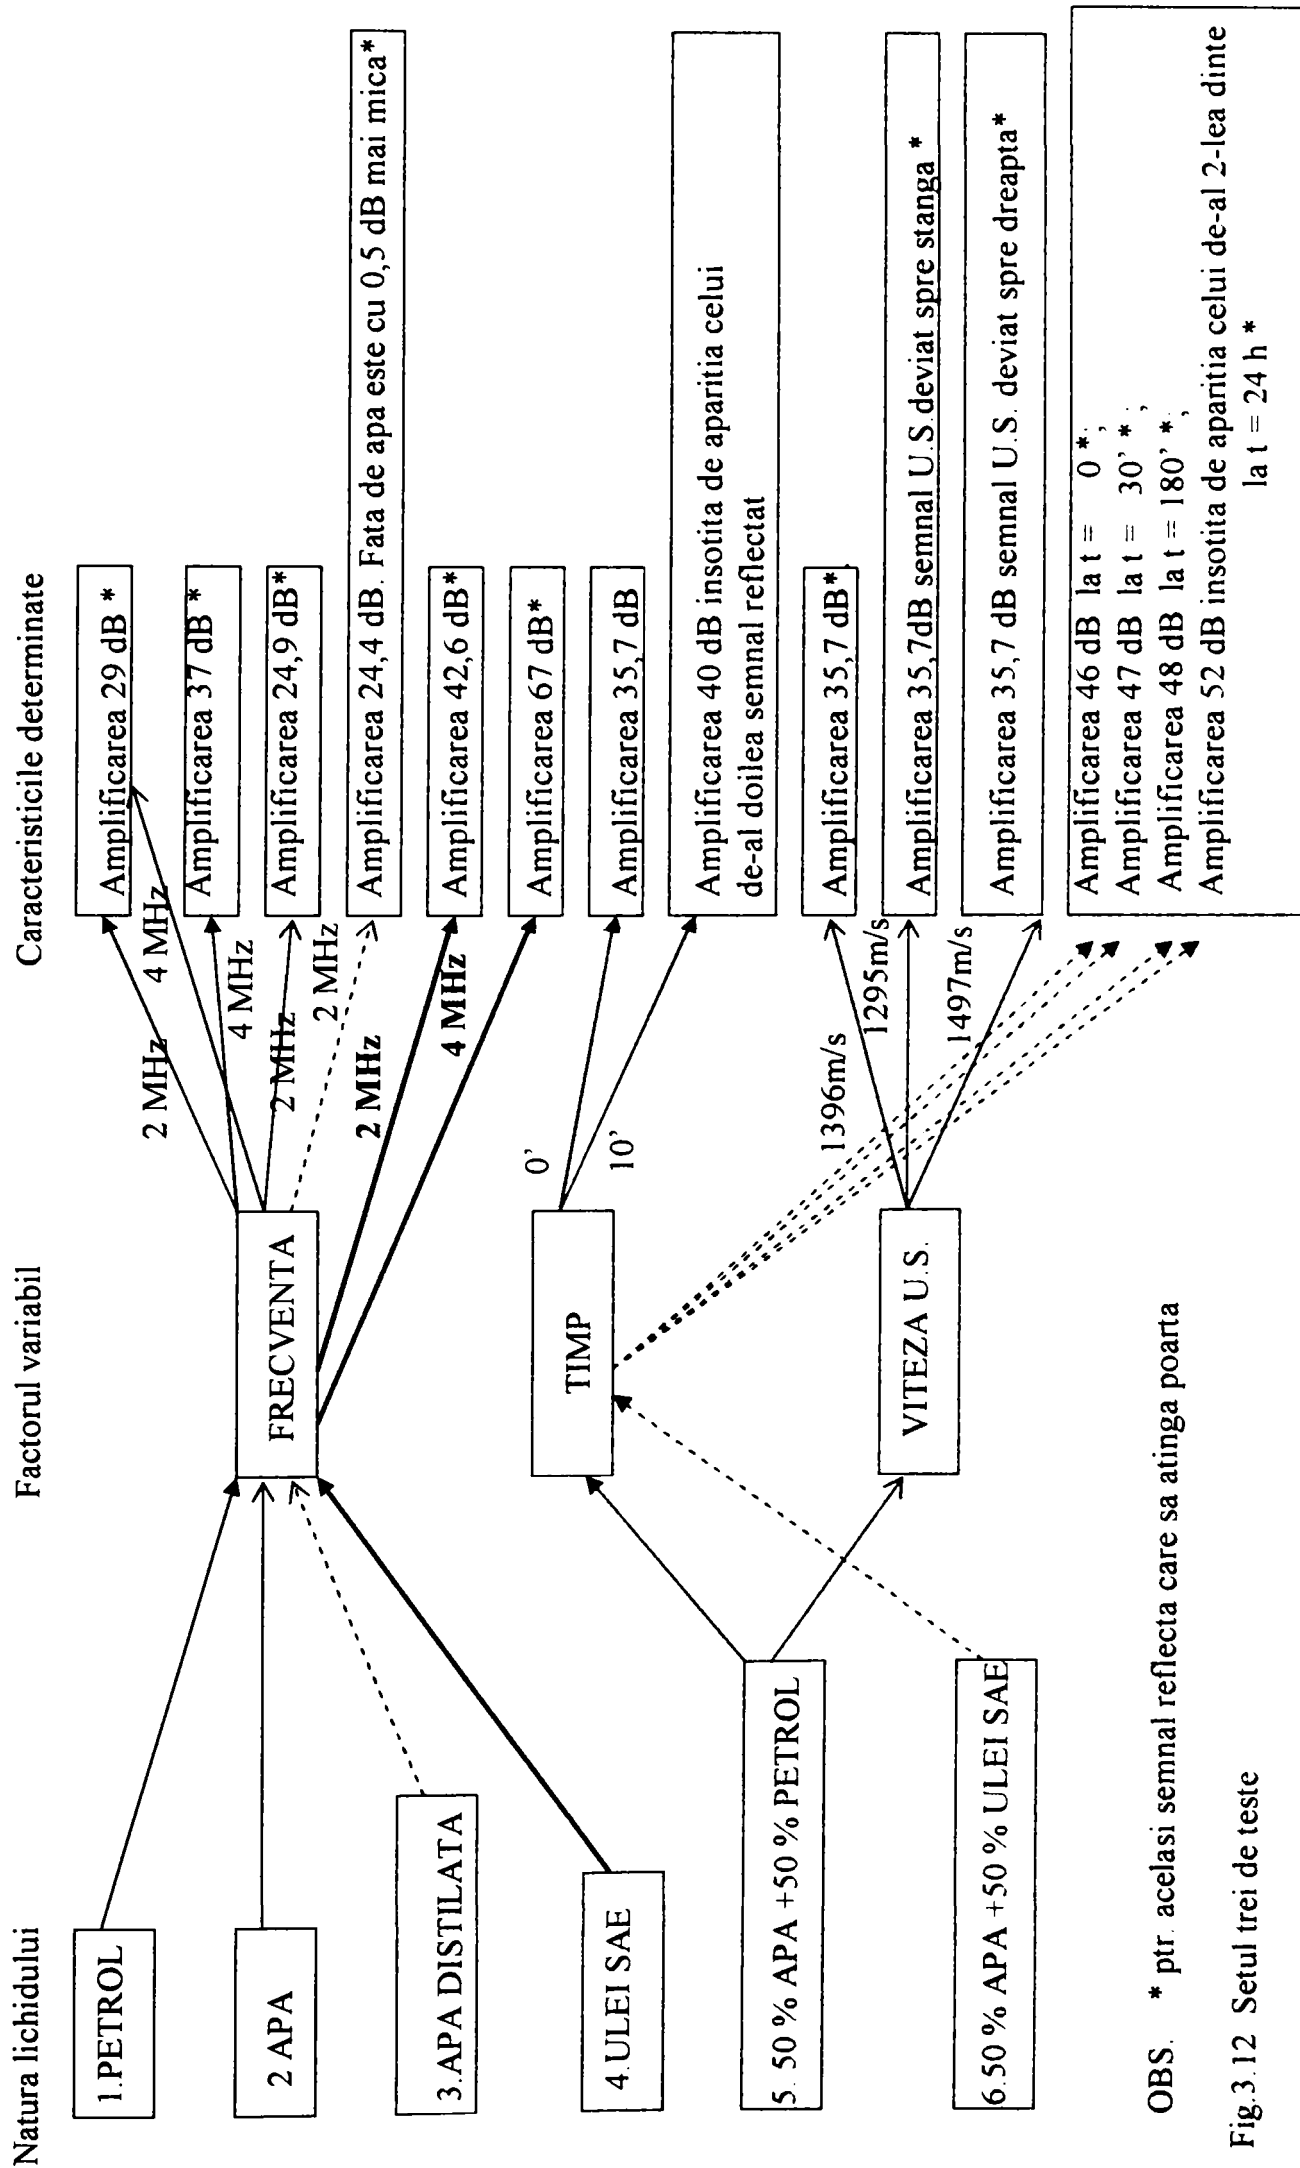 Natura lichidului
Factorul variabil
Caracteristicile determinate
1.PETROL
2 APA
3.APA DISTILATA
4.ULEI SAE
5. 50 % APA +50 % PETROL
6.50 % APA +50 % ULEI SAE
FRECVENTA
TIMP
VITEZA U.S.
2 MHz
4 MHz
4 MHz
2 MHz
2 MHz
2 MHz
4 MHz
0'
10'
1396m/s
1295m/s
1497m/s
Amplificarea 29 dB *
Amplificarea 37 dB *
Amplificarea 24,9 dB*
Amplificarea 24,4 dB. Fata de apa este cu 0,5 dB mai mica*
Amplificarea 42,6 dB*
Amplificarea 67 dB*
Amplificarea 35,7 dB
Amplificarea 40 dB insotita de aparitia celui
de-al doilea semnal reflectat
Amplificarea 35,7 dB*
Amplificarea 35,7dB semnal U.S.deviat spre stanga *
Amplificarea 35,7 dB semnal U.S. deviat spre dreapta*
Amplificarea 46 dB la t = 0 *;
Amplificarea 47 dB la t = 30' *;
Amplificarea 48 dB la t = 180' *;
Amplificarea 52 dB insotita de aparitia celui de-al 2-lea dinte
la t = 24 h *
OBS. * ptr. acelasi semnal reflecta care sa atinga poarta
Fig.3.12 Setul trei de teste